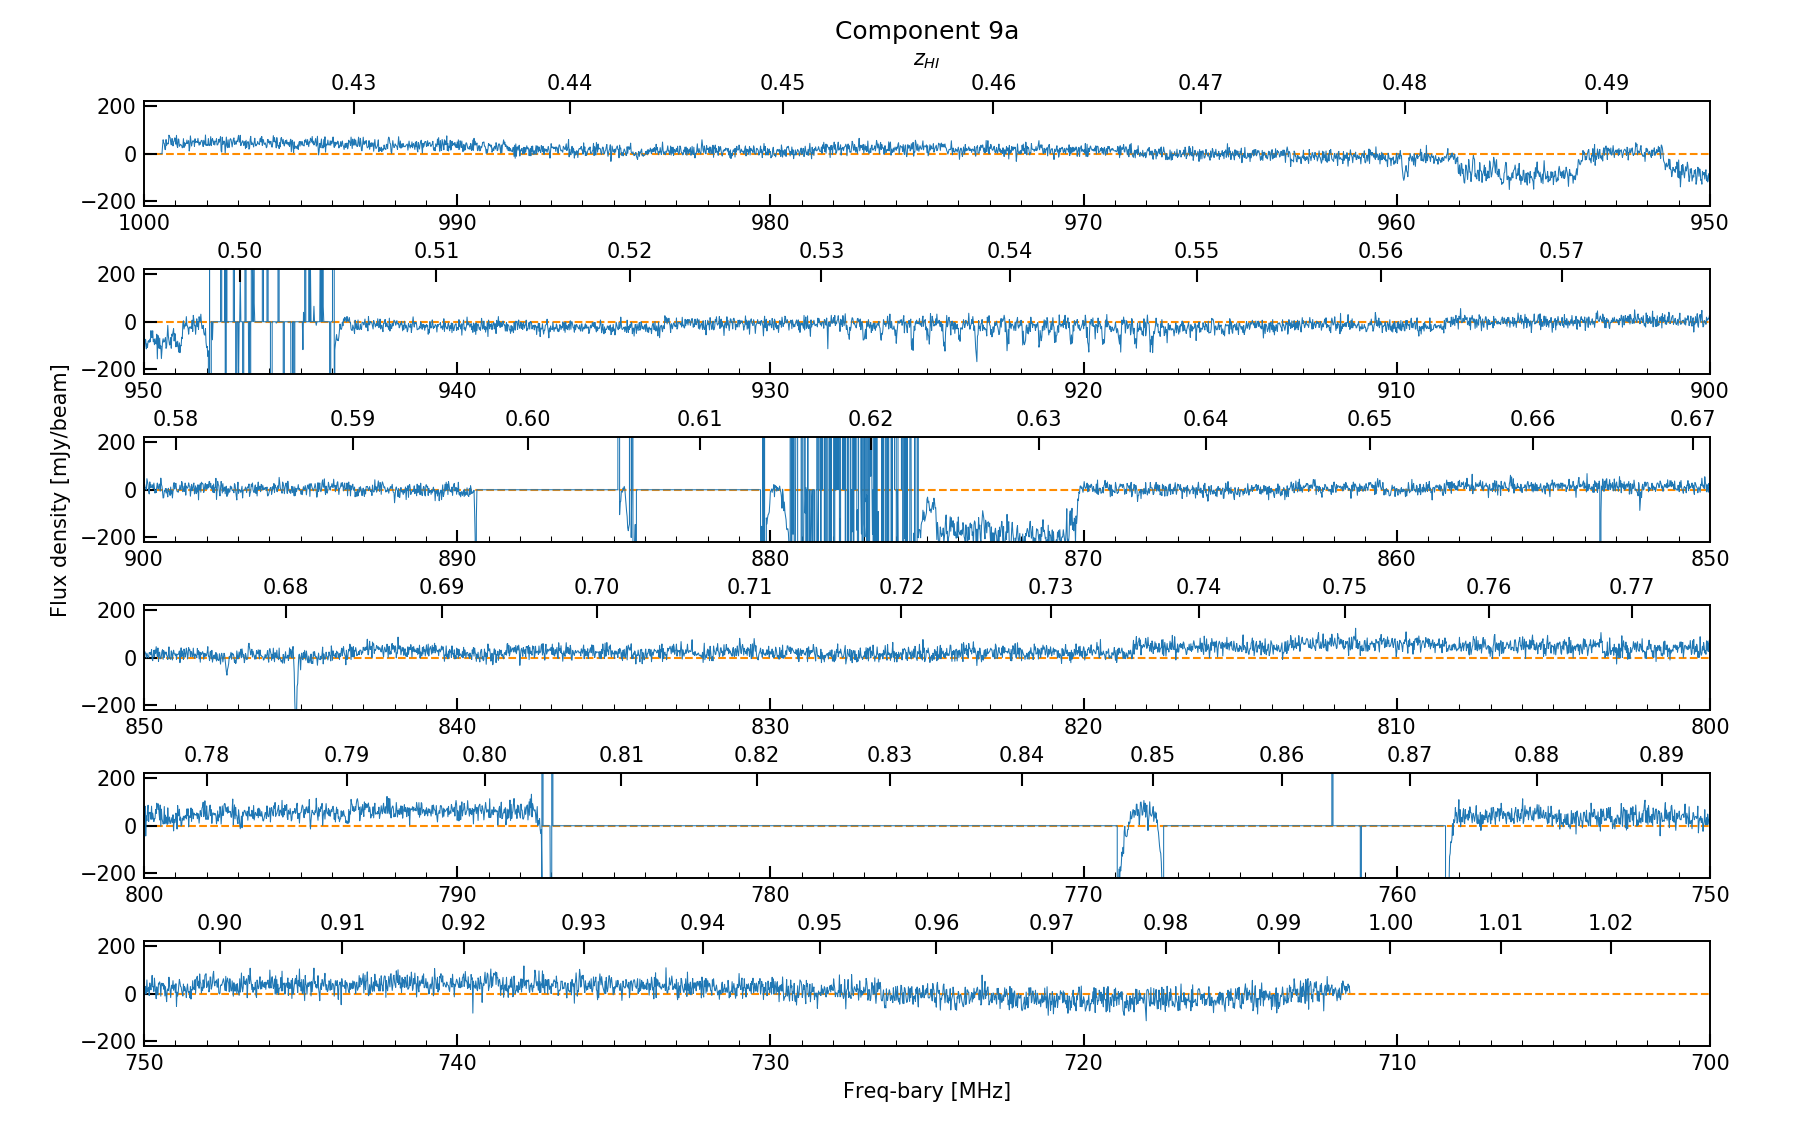 Component 9a
z_HI
0.43 0.44 0.45 0.46 0.47 0.48 0.49
200
0
−200
1000 990 980 970 960 950
0.50 0.51 0.52 0.53 0.54 0.55 0.56 0.57
200
0
−200
950 940 930 920 910 900
0.58 0.59 0.60 0.61 0.62 0.63 0.64 0.65 0.66 0.67
200
0
−200
900 890 880 870 860 850
Flux density [mJy/beam]
0.68 0.69 0.70 0.71 0.72 0.73 0.74 0.75 0.76 0.77
200
0
−200
850 840 830 820 810 800
0.78 0.79 0.80 0.81 0.82 0.83 0.84 0.85 0.86 0.87 0.88 0.89
200
0
−200
800 790 780 770 760 750
0.90 0.91 0.92 0.93 0.94 0.95 0.96 0.97 0.98 0.99 1.00 1.01 1.02
200
0
−200
750 740 730 720 710 700
Freq-bary [MHz]